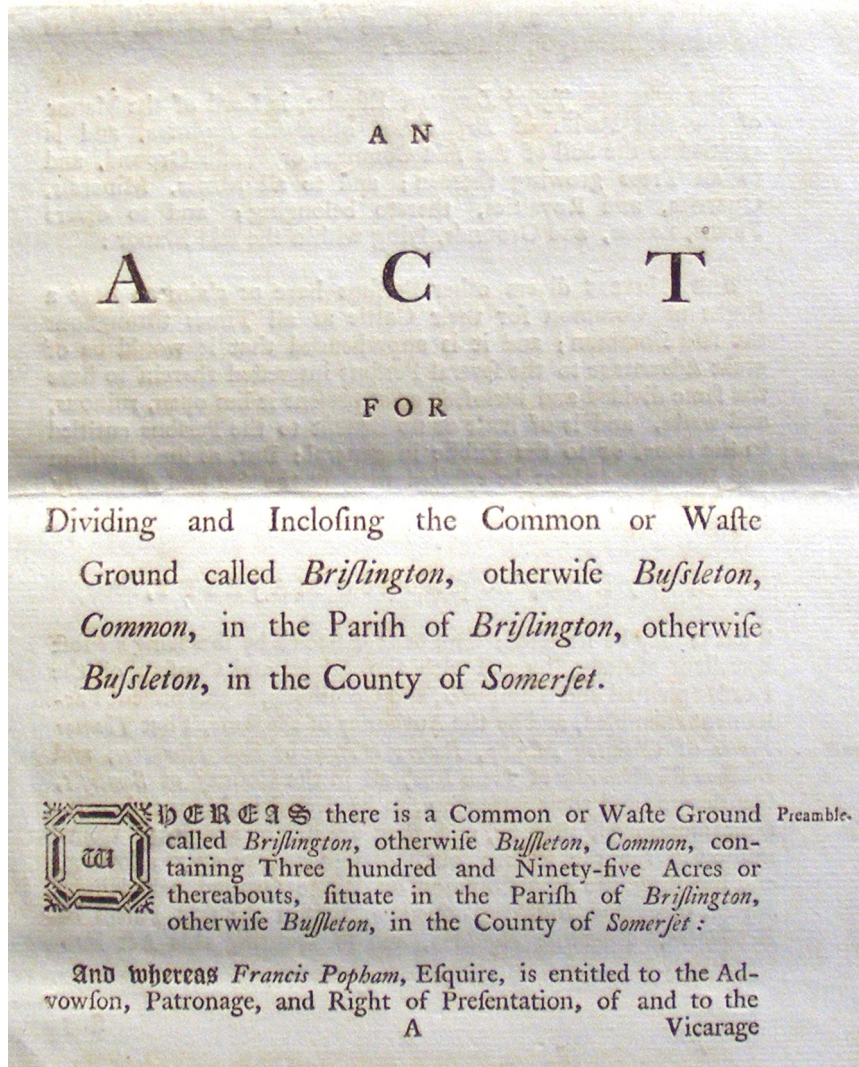 AN
ACT
FOR
Dividing and Incloſing the Common or Waſte
Ground called Briſlington, otherwiſe Buſsleton,
Common, in the Pariſh of Briſlington, otherwiſe
Buſsleton, in the County of Somerſet.
WHEREAS there is a Common or Waſte Ground Preamble.
called Briſlington, otherwiſe Buſſleton, Common, con-
taining Three hundred and Ninety-five Acres or
thereabouts, ſituate in the Pariſh of Briſlington,
otherwiſe Buſſleton, in the County of Somerſet:
And whereas Francis Popham, Eſquire, is entitled to the Ad-
vowſon, Patronage, and Right of Preſentation, of and to the
A Vicarage